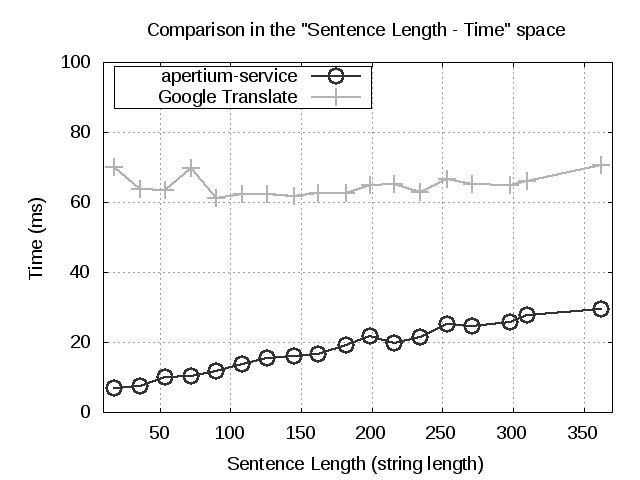 Comparison in the "Sentence Length - Time" space
100
apertium-service
Google Translate
80
60
40
20
0
Time (ms)
50 100 150 200 250 300 350
Sentence Length (string length)